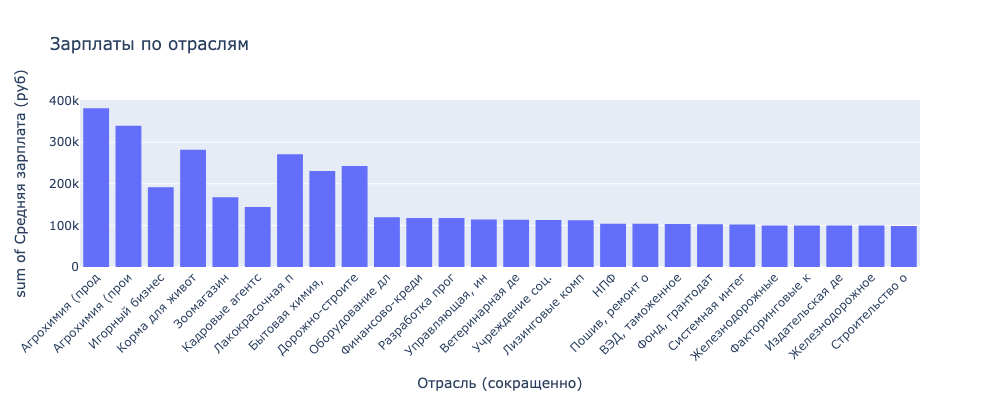 Зарплаты по отраслям
sum of Средняя зарплата (руб)
400k
300k
200k
100k
0
Агрохимия (прод
Агрохимия (прои
Игорный бизнес
Корма для живот
Зоомагазин
Кадровые агентс
Лакокрасочная п
Бытовая химия,
Дорожно-строите
Оборудование дл
Финансово-креди
Разработка прог
Управляющая, ин
Ветеринарная де
Учреждение соц.
Лизинговые комп
НПФ
Пошив, ремонт о
ВЭД, таможенное
Фонд, грантодат
Системная интег
Железнодорожные
Факторинговые к
Издательская де
Железнодорожное
Строительство о
Отрасль (сокращенно)